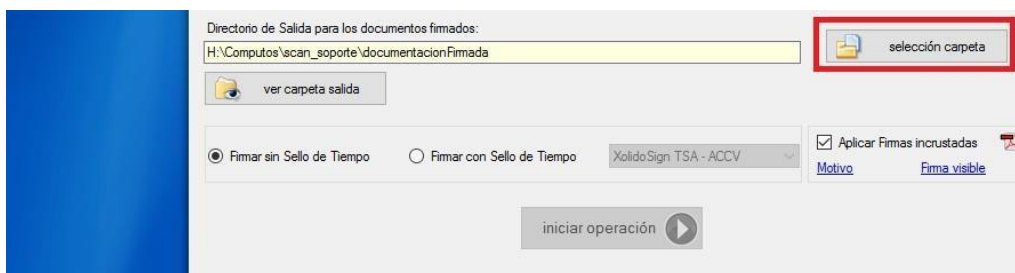 Directorio de Salida para los documentos firmados:
H:\Computos\scan_soporte\documentacionFirmada
selección carpeta
ver carpeta salida
Firmar sin Sello de Tiempo
Firmar con Sello de Tiempo
XolidoSign TSA - ACCV
Aplicar Firmas incrustadas
Motivo
Firma visible
iniciar operación